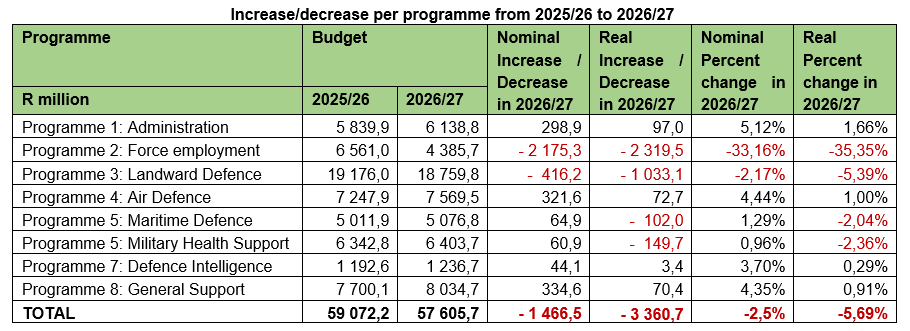 Increase/decrease per programme from 2025/26 to 2026/27
Programme Budget Nominal Increase / Decrease in 2026/27 Real Increase / Decrease in 2026/27 Nominal Percent change in 2026/27 Real Percent change in 2026/27
R million 2025/26 2026/27
Programme 1: Administration 5 839,9 6 138,8 298,9 97,0 5,12% 1,66%
Programme 2: Force employment 6 561,0 4 385,7 - 2 175,3 - 2 319,5 -33,16% -35,35%
Programme 3: Landward Defence 19 176,0 18 759,8 - 416,2 - 1 033,1 -2,17% -5,39%
Programme 4: Air Defence 7 247,9 7 569,5 321,6 72,7 4,44% 1,00%
Programme 5: Maritime Defence 5 011,9 5 076,8 64,9 - 102,0 1,29% -2,04%
Programme 5: Military Health Support 6 342,8 6 403,7 60,9 - 149,7 0,96% -2,36%
Programme 7: Defence Intelligence 1 192,6 1 236,7 44,1 3,4 3,70% 0,29%
Programme 8: General Support 7 700,1 8 034,7 334,6 70,4 4,35% 0,91%
TOTAL 59 072,2 57 605,7 - 1 466,5 - 3 360,7 -2,5% -5,69%